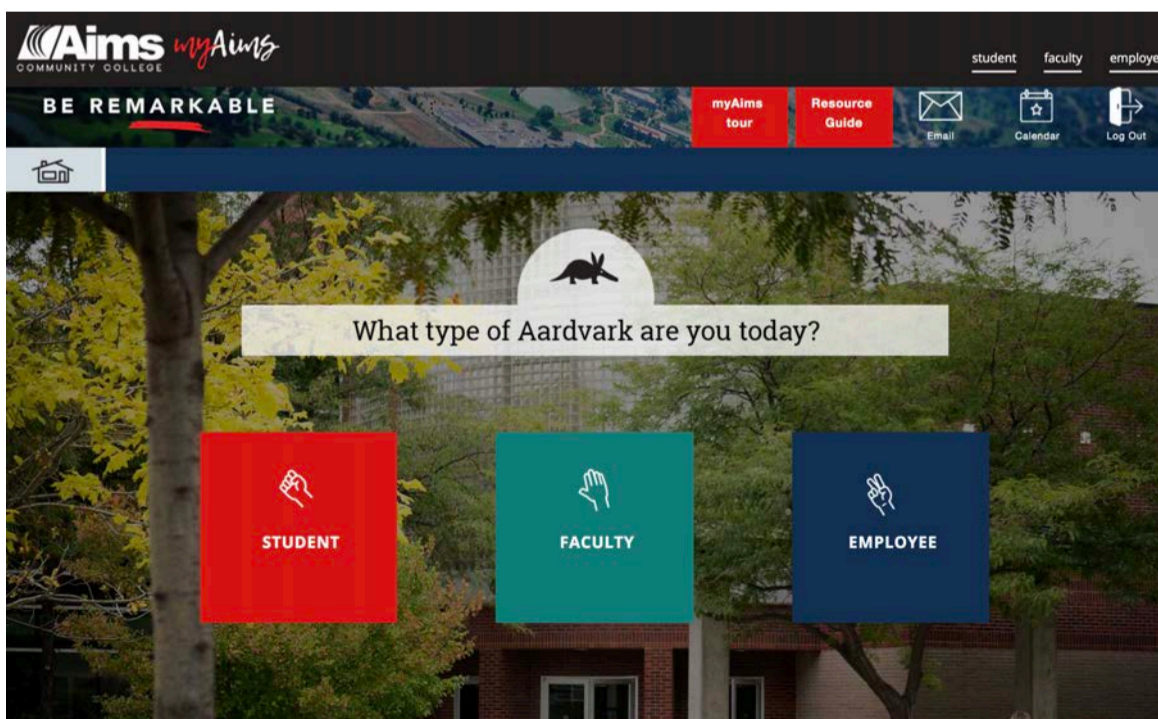 Aims myAims
COMMUNITY COLLEGE
student faculty employe
BE REMARKABLE
myAims tour
Resource Guide
Email
Calendar
Log Out
What type of Aardvark are you today?
STUDENT
FACULTY
EMPLOYEE